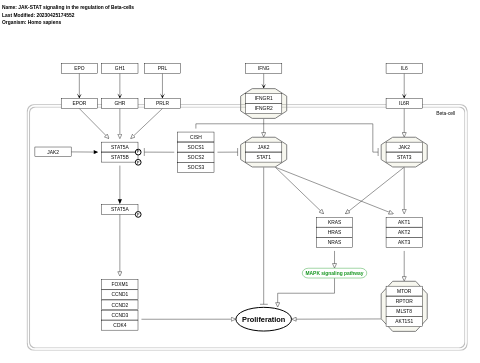 Name: JAK-STAT signaling in the regulation of Beta-cells
Last Modified: 20230425174552
Organism: Homo sapiens
EPO
GH1
PRL
IFNG
IL6
EPOR
GHR
PRLR
IFNGR1
IFNGR2
IL6R
Beta-cell
JAK2
STAT5A
STAT5B
P
P
CISH
SOCS1
SOCS2
SOCS3
JAK2
STAT1
JAK2
STAT3
STAT5A
P
KRAS
HRAS
NRAS
AKT1
AKT2
AKT3
MAPK signaling pathway
FOXM1
CCND1
CCND2
CCND3
CDK4
Proliferation
MTOR
RPTOR
MLST8
AKT1S1